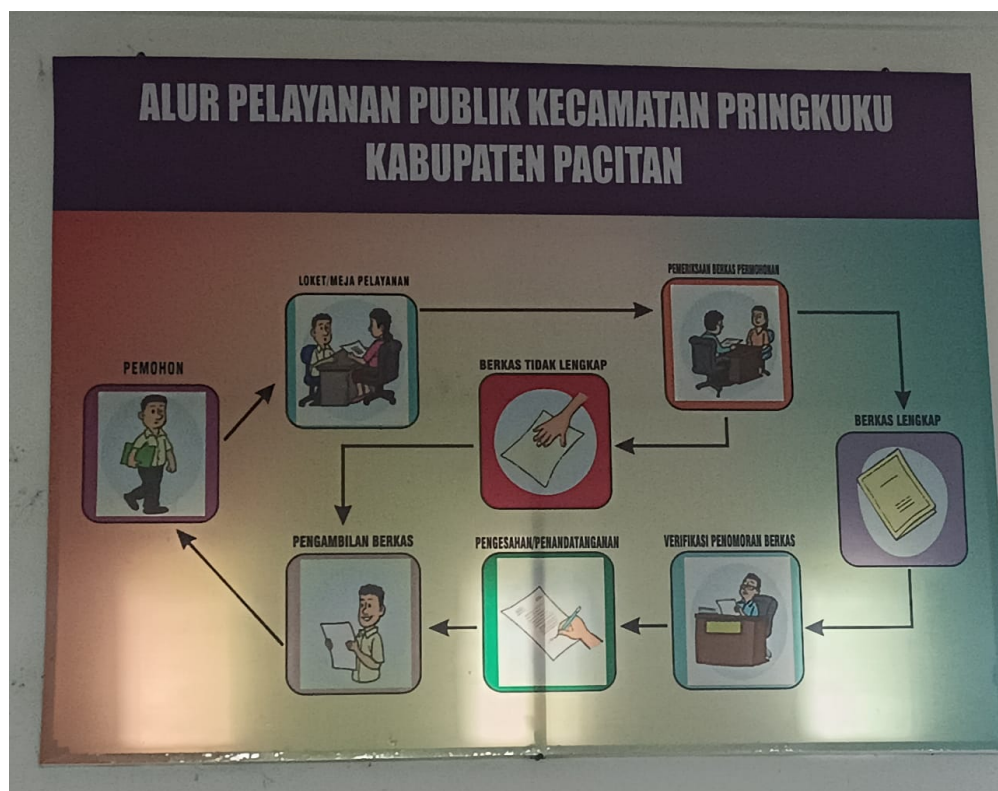 ALUR PELAYANAN PUBLIK KECAMATAN PRINGKUKU
KABUPATEN PACITAN
PEMOHON
LOKET/MEJA PELAYANAN
PEMERIKSAAN BERKAS PERMOHONAN
BERKAS TIDAK LENGKAP
BERKAS LENGKAP
PENGAMBILAN BERKAS
PENGESAHAN/PENANDATANGANAN
VERIFIKASI PENOMORAN BERKAS